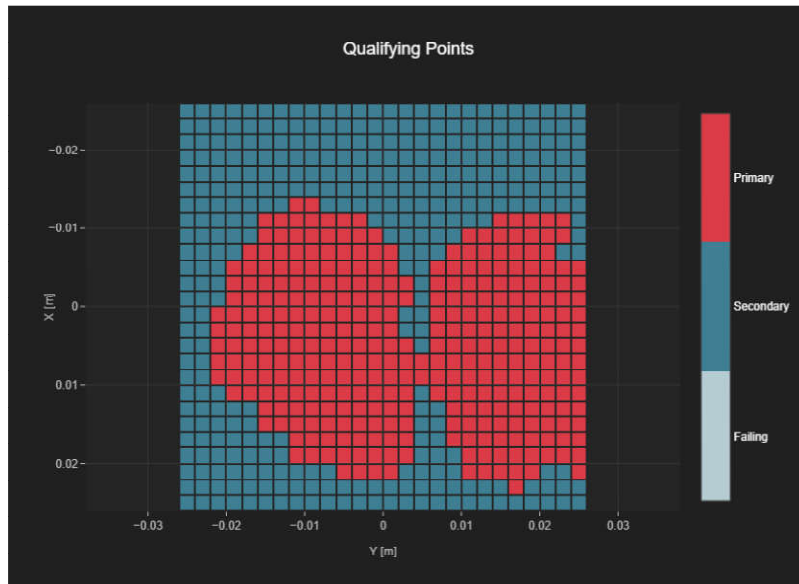 Qualifying Points
−0.02
−0.01
0
0.01
0.02
X [m]
−0.03
−0.02
−0.01
0
0.01
0.02
0.03
Y [m]
Primary
Secondary
Failing